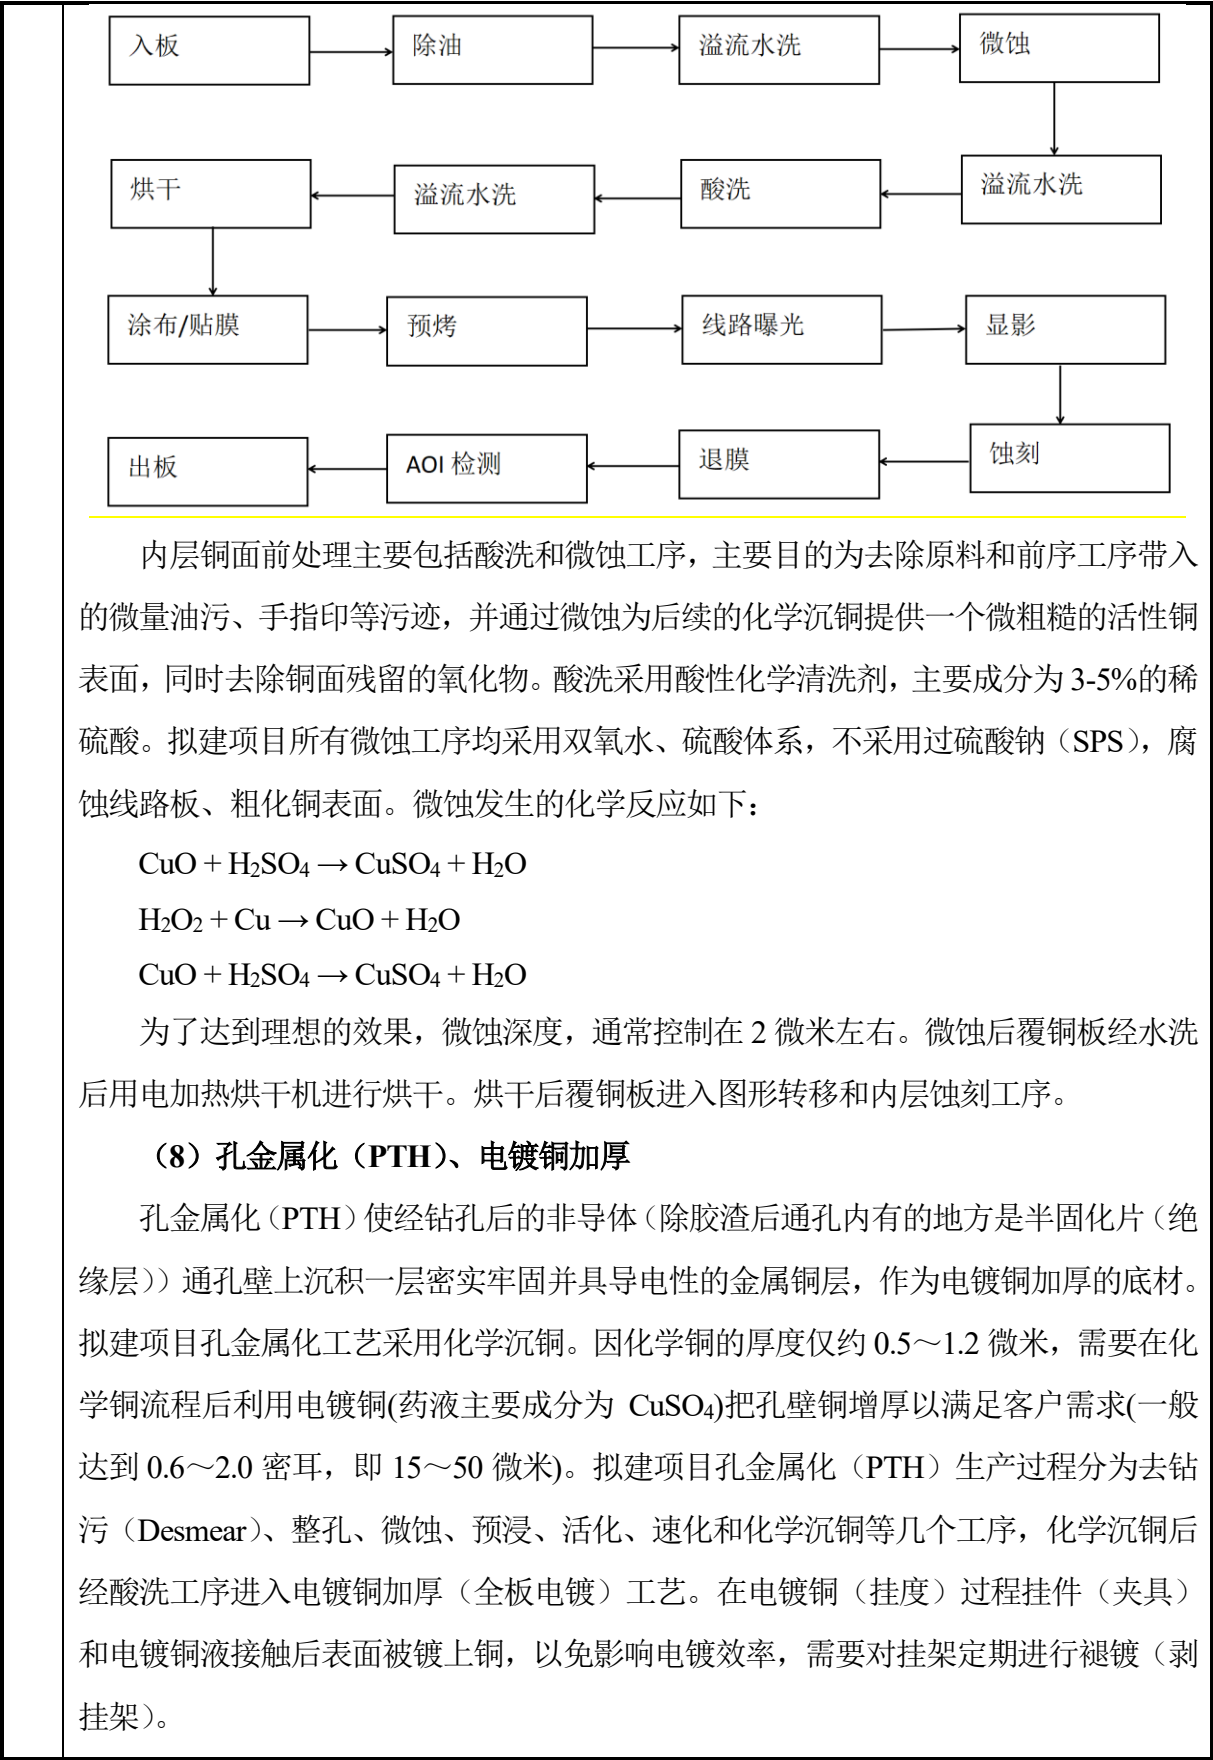 入板
除油
溢流水洗
微蚀
溢流水洗
酸洗
溢流水洗
烘干
涂布/贴膜
预烤
线路曝光
显影
蚀刻
退膜
AOI 检测
出板
内层铜面前处理主要包括酸洗和微蚀工序，主要目的为去除原料和前序工序带入
的微量油污、手指印等污迹，并通过微蚀为后续的化学沉铜提供一个微粗糙的活性铜
表面，同时去除铜面残留的氧化物。酸洗采用酸性化学清洗剂，主要成分为 3-5%的稀
硫酸。拟建项目所有微蚀工序均采用双氧水、硫酸体系，不采用过硫酸钠（SPS），腐
蚀线路板、粗化铜表面。微蚀发生的化学反应如下：
CuO + H₂SO₄ → CuSO₄ + H₂O
H₂O₂ + Cu → CuO + H₂O
CuO + H₂SO₄ → CuSO₄ + H₂O
为了达到理想的效果，微蚀深度，通常控制在 2 微米左右。微蚀后覆铜板经水洗
后用电加热烘干机进行烘干。烘干后覆铜板进入图形转移和内层蚀刻工序。
（8）孔金属化（PTH）、电镀铜加厚
孔金属化（PTH）使经钻孔后的非导体（除胶渣后通孔内有的地方是半固化片（绝
缘层））通孔壁上沉积一层密实牢固并具导电性的金属铜层，作为电镀铜加厚的底材。
拟建项目孔金属化工艺采用化学沉铜。因化学铜的厚度仅约 0.5～1.2 微米，需要在化
学铜流程后利用电镀铜(药液主要成分为 CuSO₄)把孔壁铜增厚以满足客户需求(一般
达到 0.6～2.0 密耳，即 15～50 微米)。拟建项目孔金属化（PTH）生产过程分为去钻
污（Desmear）、整孔、微蚀、预浸、活化、速化和化学沉铜等几个工序，化学沉铜后
经酸洗工序进入电镀铜加厚（全板电镀）工艺。在电镀铜（挂度）过程挂件（夹具）
和电镀铜液接触后表面被镀上铜，以免影响电镀效率，需要对挂架定期进行褪镀（剥
挂架）。